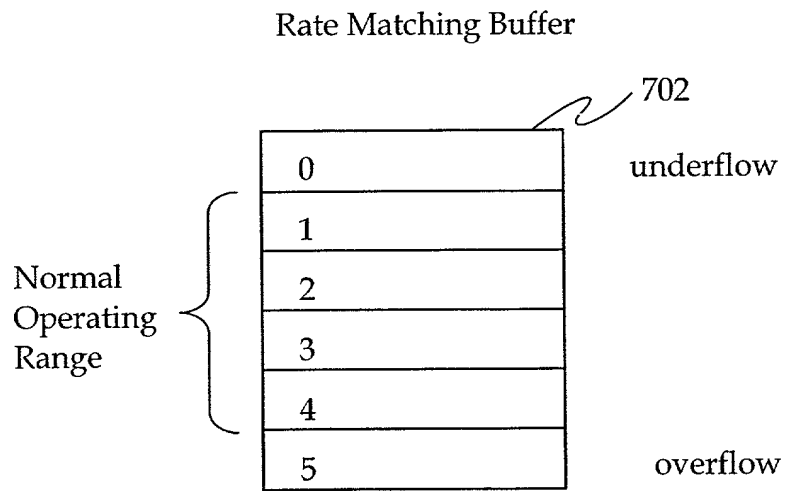 Rate Matching Buffer
702
0 underflow
1
2
Normal
Operating
Range
3
4
5 overflow